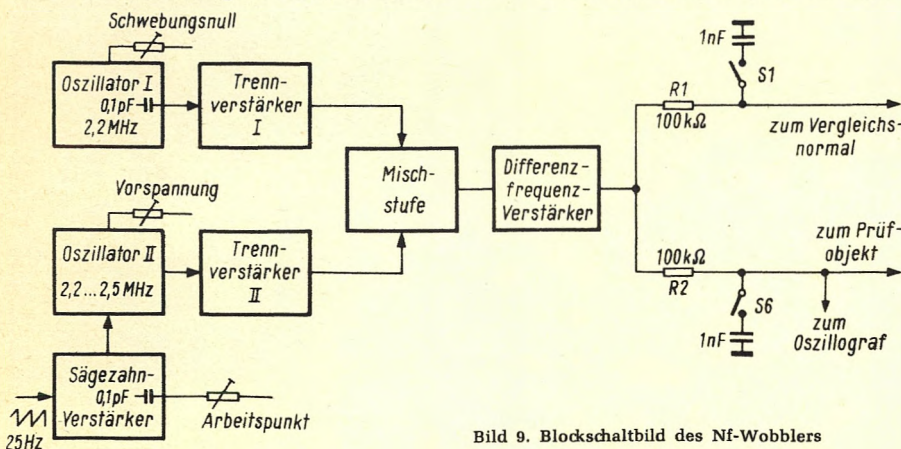 Schwebungsnull
Oszillator I
0,1pF
2,2 MHz
Trenn-
verstärker
I
Vorspannung
Oszillator II
2,2...2,5MHz
Trenn-
verstärker
II
Sägezahn-
0,1pF
Verstärker
25Hz
Arbeitspunkt
Misch-
stufe
Differenz-
frequenz-
Verstärker
1nF
S1
R1
100kΩ
zum Vergleichs-
normal
100kΩ
R2
zum Prüf-
objekt
S6
1nF
zum
Oszillograf
Bild 9. Blockschaltbild des Nf-Wobblers